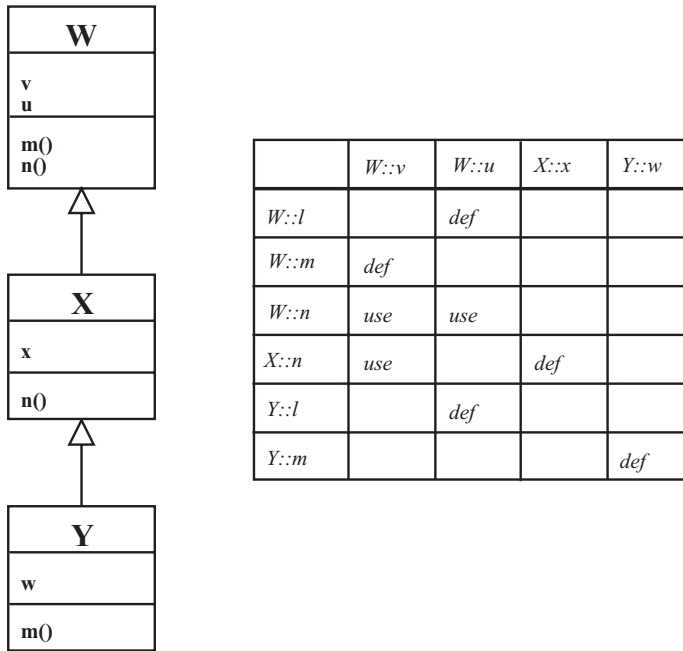 W
v
u
m()
n()
X
x
n()
Y
w
m()
W::v W::u X::x Y::w
W::l def
W::m def
W::n use use
X::n use def
Y::l def
Y::m def